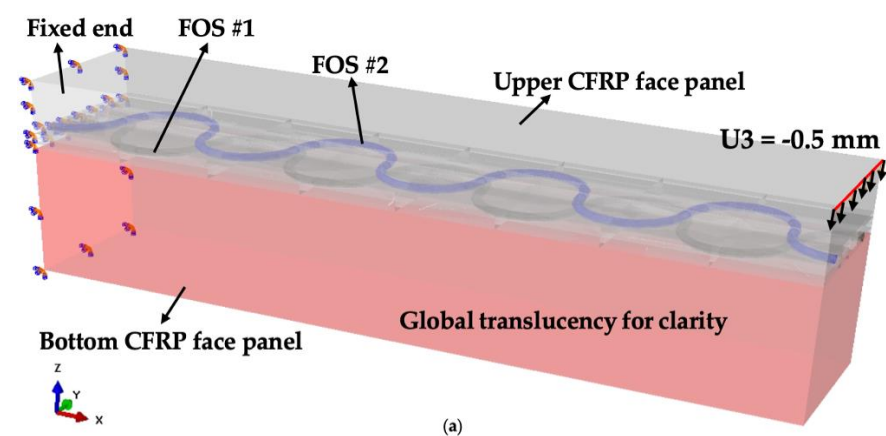 Fixed end
FOS #1
FOS #2
Upper CFRP face panel
U3 = -0.5 mm
Global translucency for clarity
Bottom CFRP face panel
Z
Y
X
(a)